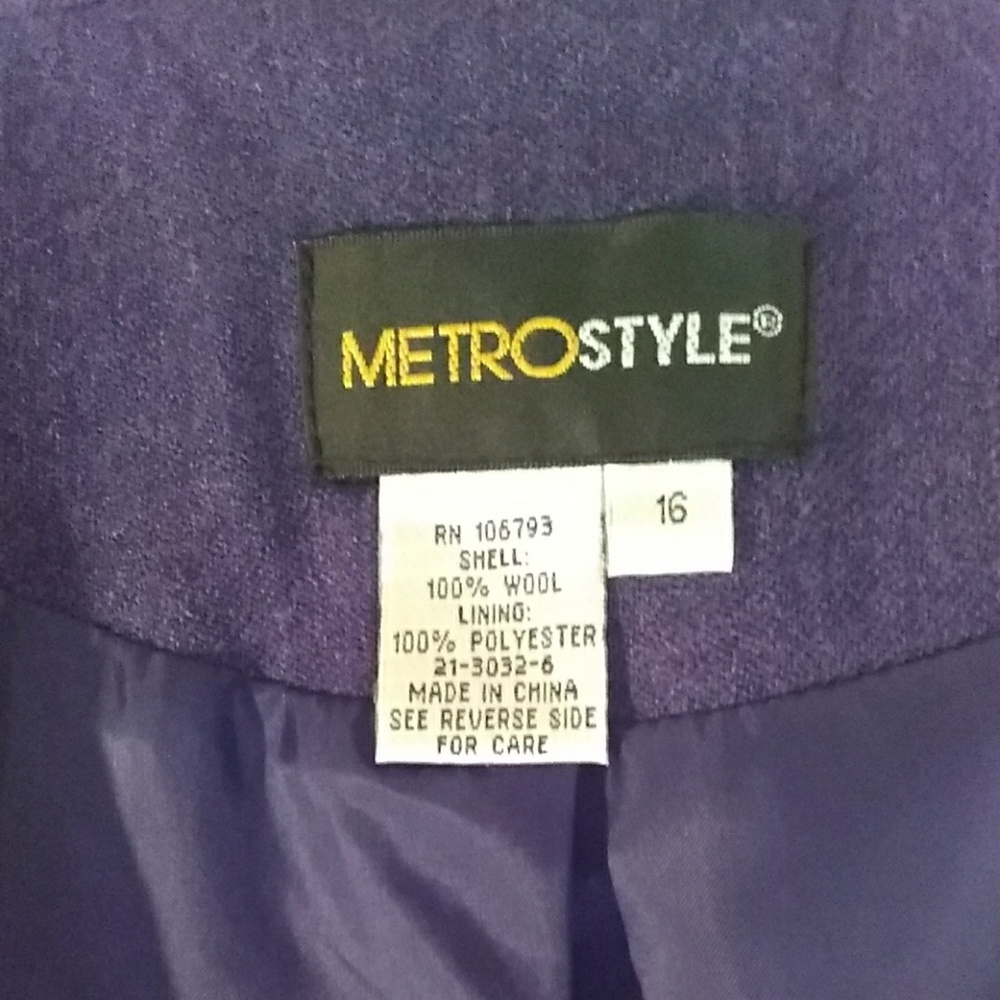 METROSTYLE®
16
RN 106793
SHELL:
100% WOOL
LINING:
100% POLYESTER
21-3032-6
MADE IN CHINA
SEE REVERSE SIDE
FOR CARE